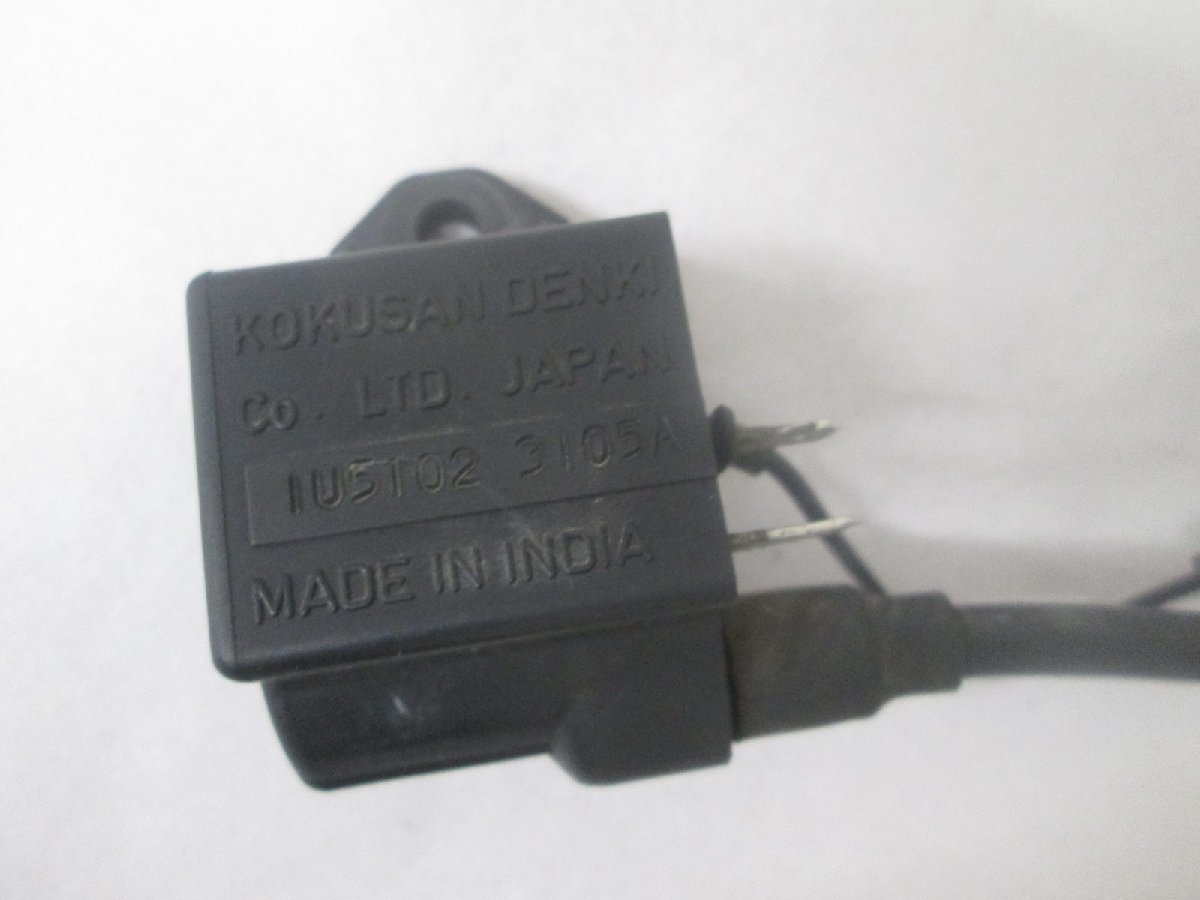 KOKUSAN DENKI
Co. LTD. JAPAN
IU5T02 3105A
MADE IN INDIA